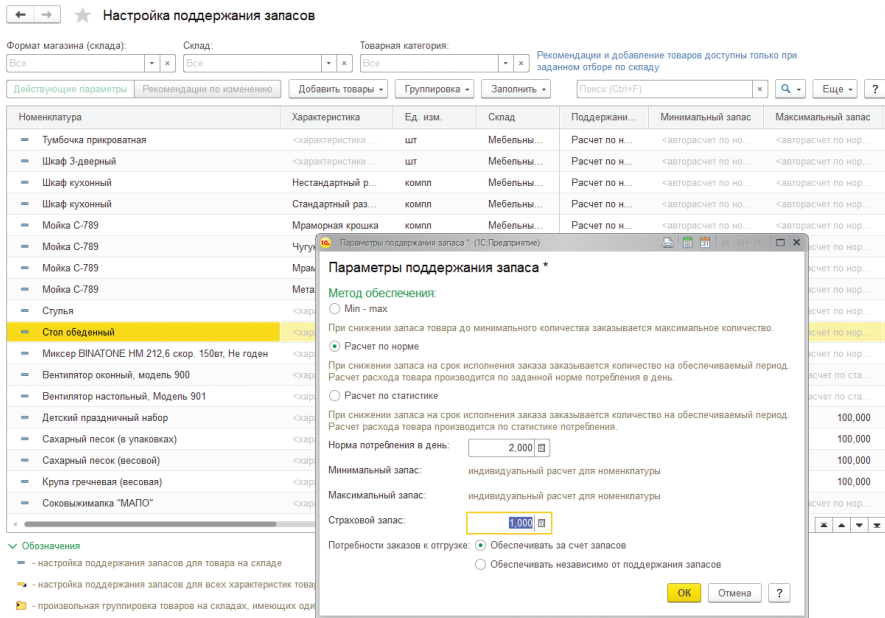 Настройка поддержания запасов
Формат магазина (склада): Склад: Товарная категория:
Все Все Все
Рекомендации и добавление товаров доступны только при
заданном отборе по складу
Действующие параметры Рекомендации по изменению Добавить товары Группировка Заполнить Поиск (Ctrl+F) Еще ?
Номенклатура Характеристика Ед. изм. Склад Поддержани... Минимальный запас Максимальный запас
Тумбочка прикроватная <характеристики ... шт Мебельны... Расчет по н... <авторасчет по но... <авторасчет по нор...
Шкаф 3-дверный <характеристики ... шт Мебельны... Расчет по н... <авторасчет по но... <авторасчет по нор...
Шкаф кухонный Нестандартный р... компл Мебельны... Расчет по н... <авторасчет по но... <авторасчет по нор...
Шкаф кухонный Стандартный раз... компл Мебельны... Расчет по н... <авторасчет по но... <авторасчет по нор...
Мойка С-789 Мраморная крошка компл Мебельны... Расчет по н... <авторасчет по но... <авторасчет по нор...
Мойка С-789
Мойка С-789
Мойка С-789
Стулья
Стол обеденный
Миксер BINATONE HM 212,6 скор. 150вт, Не годен
Вентилятор оконный, модель 900
Вентилятор настольный, Модель 901
Детский праздничный набор 100,000
Сахарный песок (в упаковках) 100,000
Сахарный песок (весовой) 100,000
Крупа гречневая (весовая) 100,000
Соковыжималка "МАПО"
Обозначения
- настройка поддержания запасов для товара на складе
- настройка поддержания запасов для всех характеристик
- произвольная группировка товаров на складах, имеющих
Параметры поддержания запаса * (1С:Предприятие)
Параметры поддержания запаса *
Метод обеспечения:
Min - max
При снижении запаса товара до минимального количества заказывается максимальное количество.
Расчет по норме
При снижении запаса на срок исполнения заказа заказывается количество на обеспечиваемый период.
Расчет расхода товара производится по заданной норме потребления в день.
Расчет по статистике
При снижении запаса на срок исполнения заказа заказывается количество на обеспечиваемый период.
Расчет расхода товара производится по статистике потребления.
Норма потребления в день: 2,000
Минимальный запас: индивидуальный расчет для номенклатуры
Максимальный запас: индивидуальный расчет для номенклатуры
Страховой запас: 1,000
Потребности заказов к отгрузке: Обеспечивать за счет запасов
Обеспечивать независимо от поддержания запасов
ОК Отмена ?